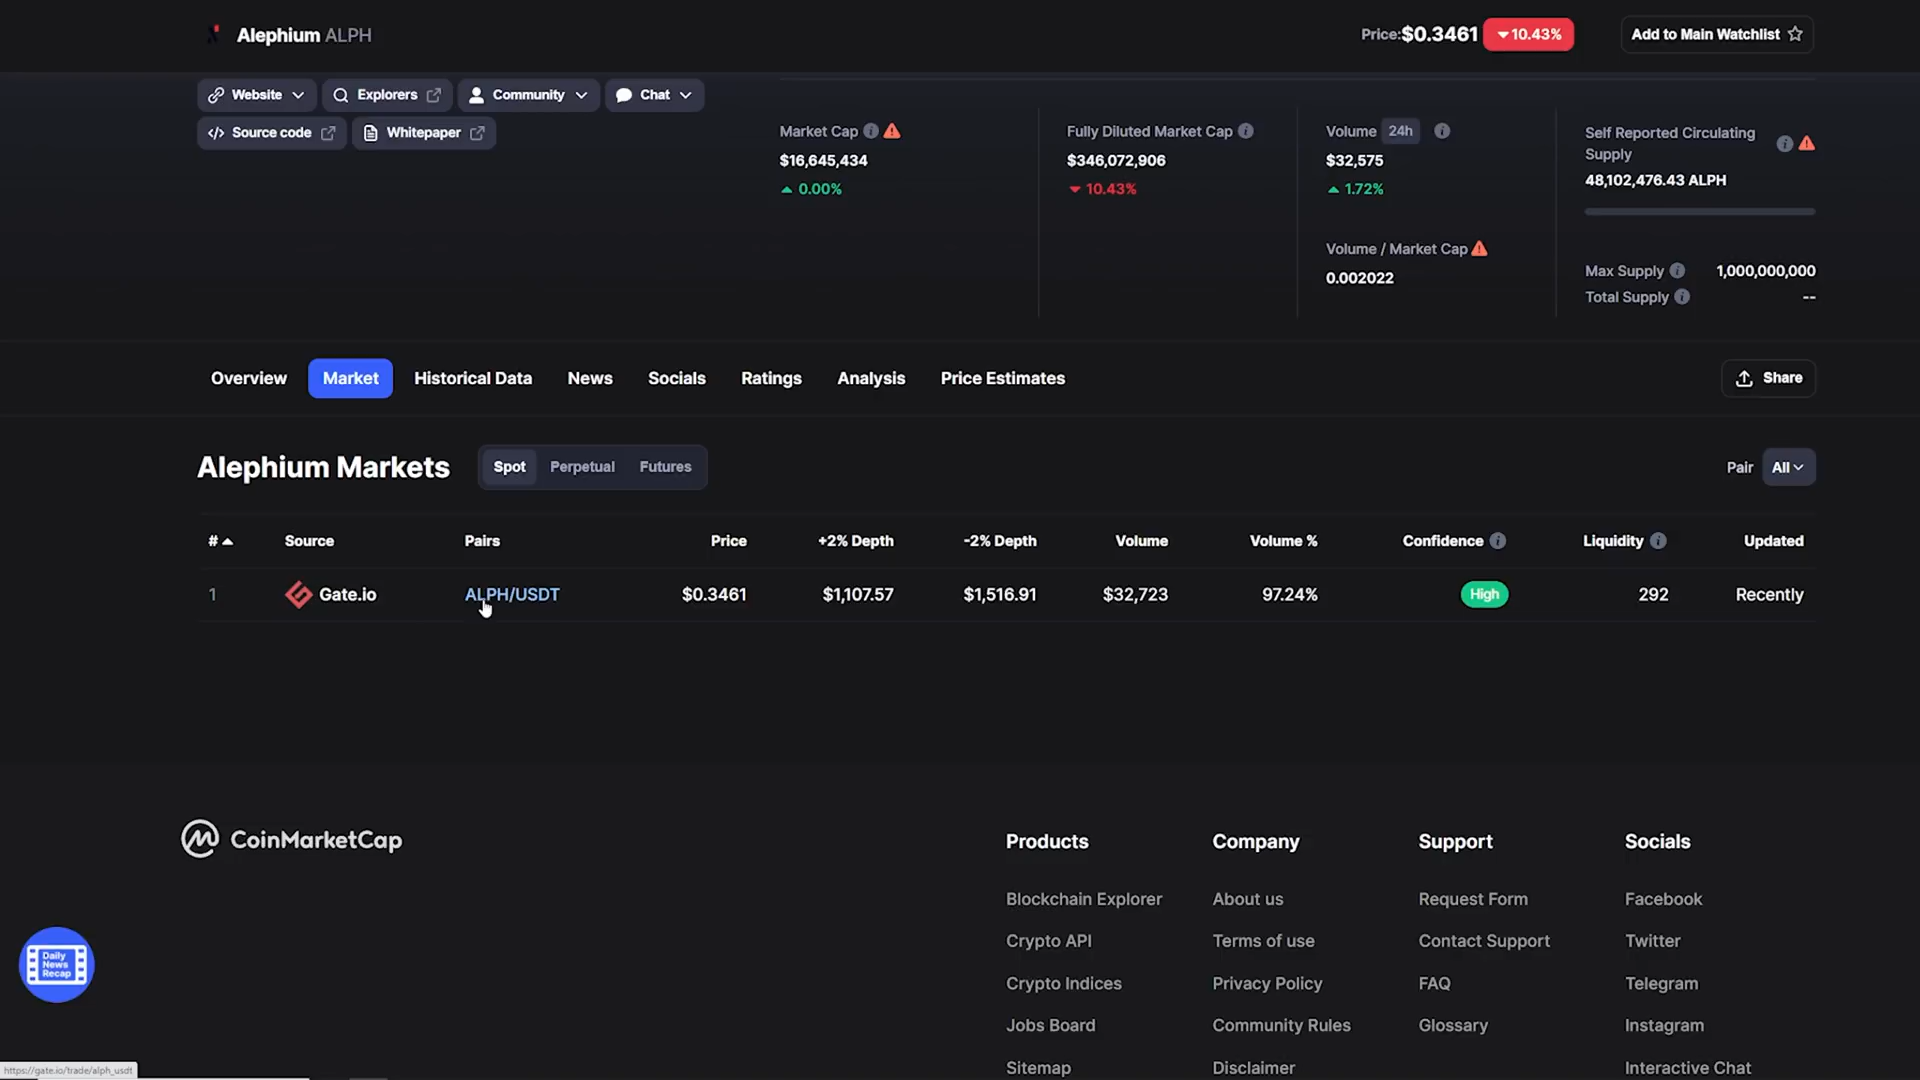 Alephium ALPH
Price:$0.3461 10.43% Add to Main Watchlist
Website Explorers Community Chat
Source code Whitepaper
Market Cap
$16,645,434
0.00%
Fully Diluted Market Cap
$346,072,906
10.43%
Volume 24h
$32,575
1.72%
Volume / Market Cap
0.002022
Self Reported Circulating
Supply
48,102,476.43 ALPH
Max Supply 1,000,000,000
Total Supply --
Overview Market Historical Data News Socials Ratings Analysis Price Estimates Share
Alephium Markets Spot Perpetual Futures Pair All
# Source Pairs Price +2% Depth -2% Depth Volume Volume % Confidence Liquidity Updated
1 Gate.io ALPH/USDT $0.3461 $1,107.57 $1,516.91 $32,723 97.24% High 292 Recently
CoinMarketCap
Products
Blockchain Explorer
Crypto API
Crypto Indices
Jobs Board
Sitemap
Company
About us
Terms of use
Privacy Policy
Community Rules
Disclaimer
Support
Request Form
Contact Support
FAQ
Glossary
Socials
Facebook
Twitter
Telegram
Instagram
Interactive Chat
Daily
News
Recap
https://gate.io/trade/alph_usdt